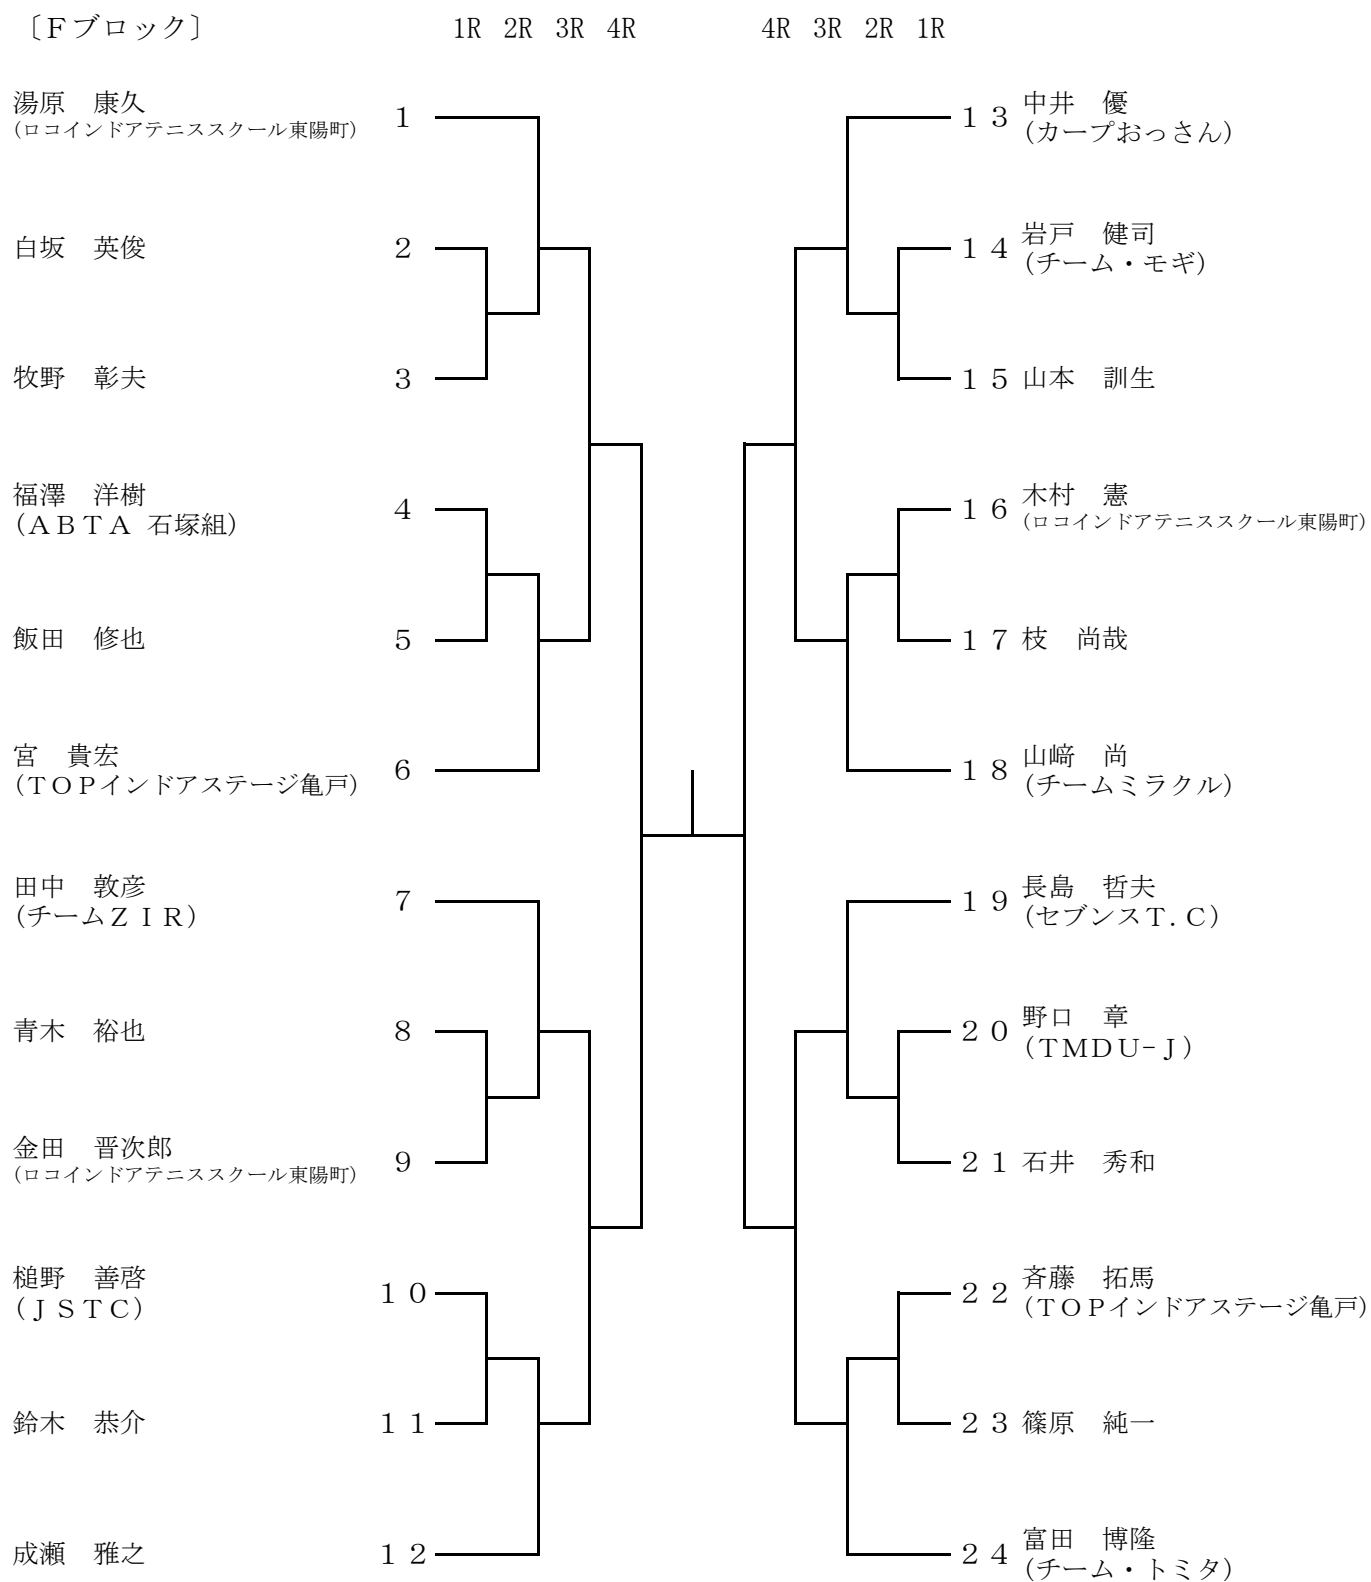 〔Fブロック〕
1R 2R 3R 4R
4R 3R 2R 1R
湯原　康久
(ロコインドアテニススクール東陽町)
1
白坂　英俊
2
牧野　彰夫
3
福澤　洋樹
(ＡＢＴＡ 石塚組)
4
飯田　修也
5
宮　貴宏
(ＴＯＰインドアステージ亀戸)
6
田中　敦彦
(チームＺＩＲ)
7
青木　裕也
8
金田　晋次郎
(ロコインドアテニススクール東陽町)
9
槌野　善啓
(ＪＳＴＣ)
10
鈴木　恭介
11
成瀬　雅之
12
13
中井　優
(カープおっさん)
14
岩戸　健司
(チーム・モギ)
15
山本　訓生
16
木村　憲
(ロコインドアテニススクール東陽町)
17
枝　尚哉
18
山﨑　尚
(チームミラクル)
19
長島　哲夫
(セブンスＴ.Ｃ)
20
野口　章
(ＴＭＤＵ-Ｊ)
21
石井　秀和
22
斉藤　拓馬
(ＴＯＰインドアステージ亀戸)
23
篠原　純一
24
富田　博隆
(チーム・トミタ)